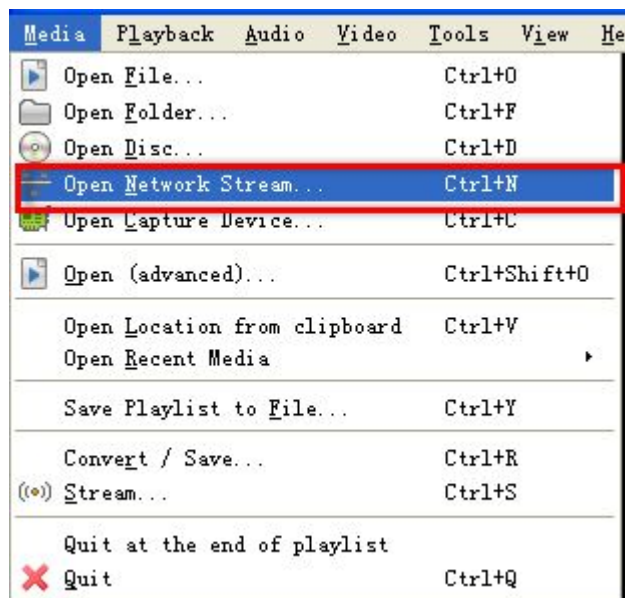 Media Playback Audio Video Tools View He
Open File... Ctrl+O
Open Folder... Ctrl+F
Open Disc... Ctrl+D
Open Network Stream... Ctrl+N
Open Capture Device... Ctrl+C
Open (advanced)... Ctrl+Shift+O
Open Location from clipboard Ctrl+V
Open Recent Media
Save Playlist to File... Ctrl+Y
Convert / Save... Ctrl+R
Stream... Ctrl+S
Quit at the end of playlist
Quit Ctrl+Q